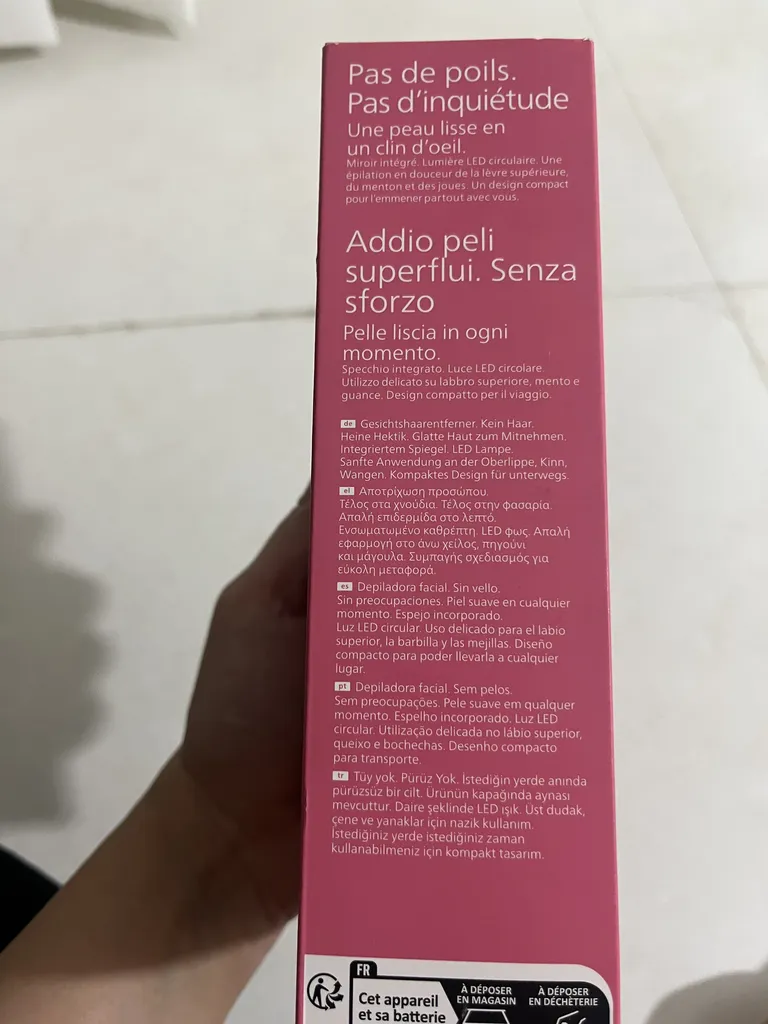 Pas de poils.
Pas d'inquiétude
Une peau lisse en
un clin d'oeil.
Miroir intégré. Lumière LED circulaire. Une
épilation en douceur de la lèvre supérieure,
du menton et des joues. Un design compact
pour l'emmener partout avec vous.
Addio peli
superflui. Senza
sforzo
Pelle liscia in ogni
momento.
Specchio integrato. Luce LED circolare.
Utilizzo delicato su labbro superiore, mento e
guance. Design compatto per il viaggio.
de Gesichtshaarentferner. Kein Haar.
Heine Hektik. Glatte Haut zum Mitnehmen.
Integriertem Spiegel. LED Lampe.
Sanfte Anwendung an der Oberlippe, Kinn,
Wangen. Kompaktes Design für unterwegs.
el Αποτρίχωση προσώπου.
Τέλος στα χνούδια. Τέλος στην φασαρία.
Απαλή επιδερμίδα στο λεπτό.
Ενσωματωμένο καθρέπτη. LED φως. Απαλή
εφαρμογή στο άνω χείλος, πηγούνι
και μάγουλα. Συμπαγής σχεδιασμός για
εύκολη μεταφορά.
es Depiladora facial. Sin vello.
Sin preocupaciones. Piel suave en cualquier
momento. Espejo incorporado.
Luz LED circular. Uso delicado para el labio
superior, la barbilla y las mejillas. Diseño
compacto para poder llevarla a cualquier
lugar.
pt Depiladora facial. Sem pelos.
Sem preocupações. Pele suave em qualquer
momento. Espelho incorporado. Luz LED
circular. Utilização delicada no lábio superior,
queixo e bochechas. Desenho compacto
para transporte.
tr Tüy yok. Pürüz Yok. İstediğin yerde anında
pürüzsüz bir cilt. Ürünün kapağında aynası
mevcuttur. Daire şeklinde LED ışık. Üst dudak,
çene ve yanaklar için nazik kullanım.
İstediğiniz yerde istediğiniz zaman
kullanabilmeniz için kompakt tasarım.
FR
Cet appareil
et sa batterie
À DÉPOSER
EN MAGASIN
À DÉPOSER
EN DÉCHÈTERIE